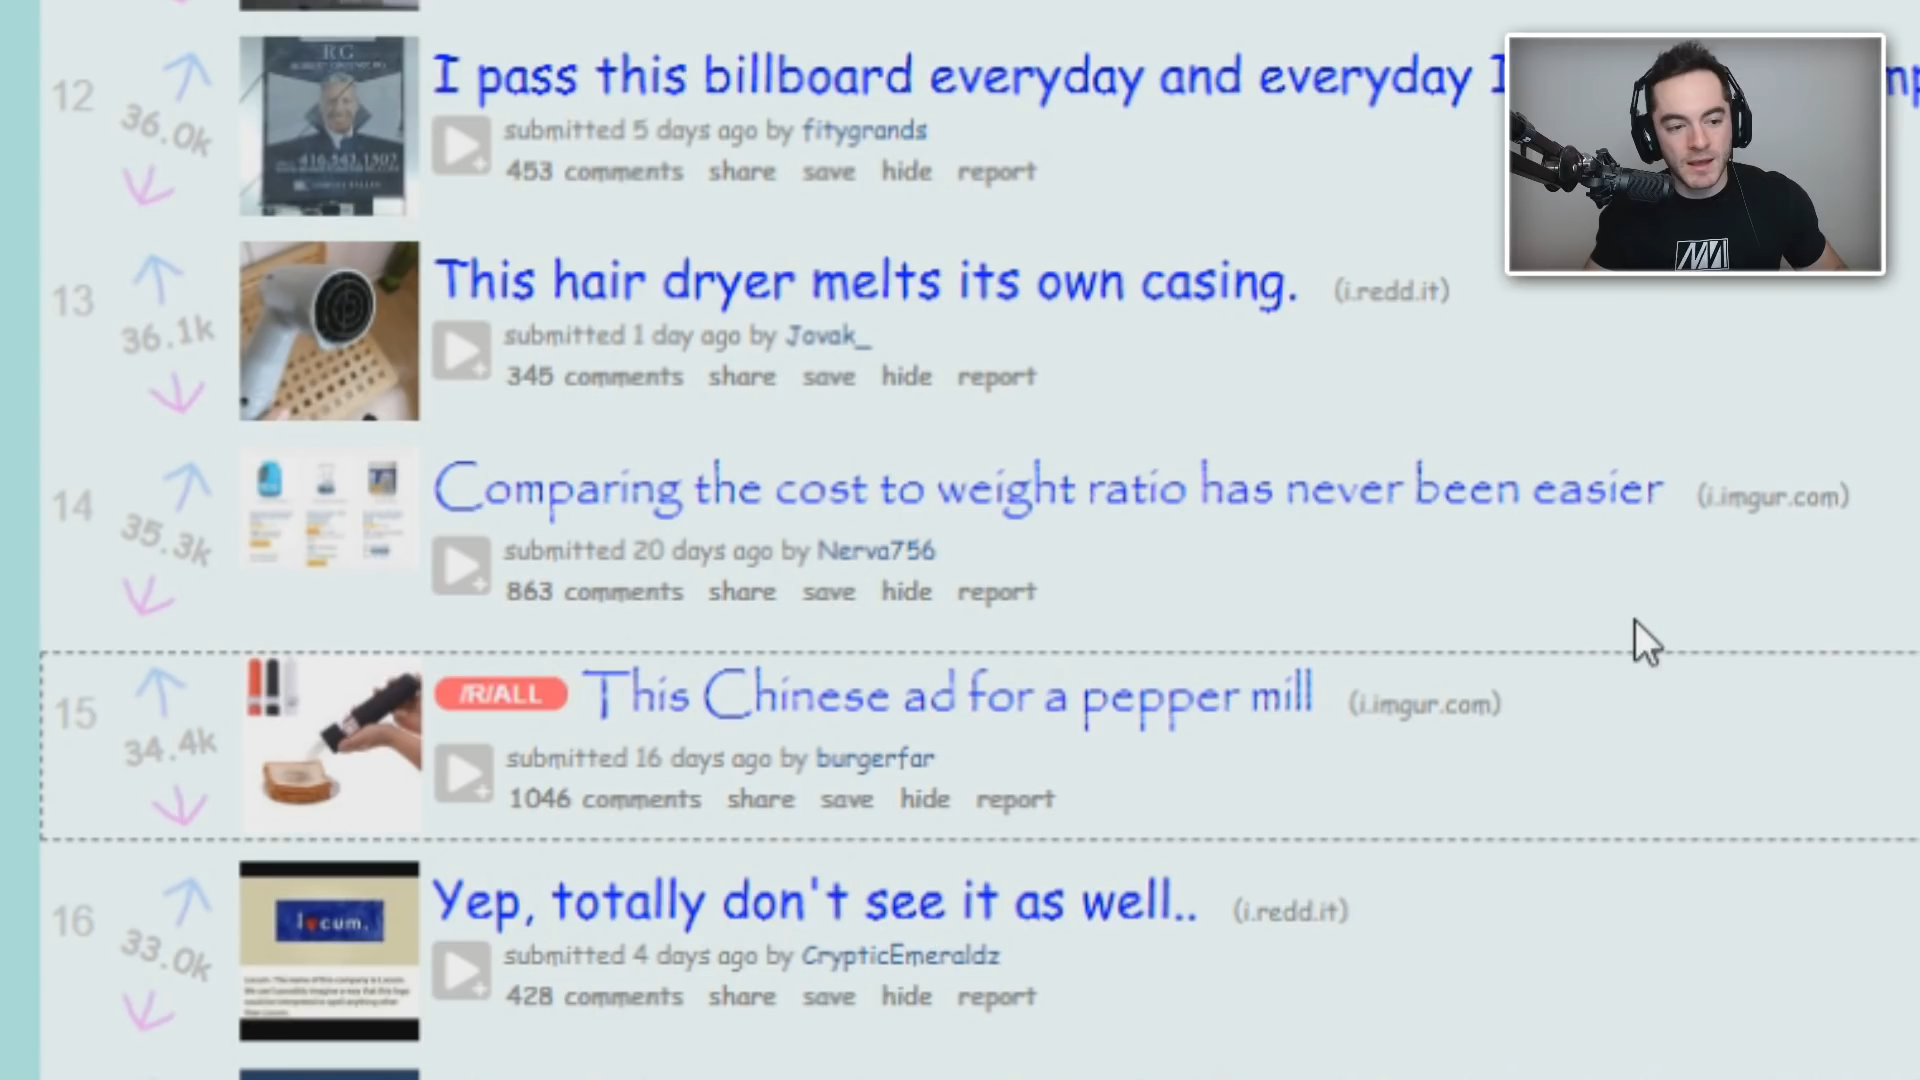 12
36.0k
RG
416.543.1507
I pass this billboard everyday and everyday I
submitted 5 days ago by fitygrands
453 comments share save hide report
13
36.1k
This hair dryer melts its own casing. (i.redd.it)
submitted 1 day ago by Jovak_
345 comments share save hide report
14
35.3k
Comparing the cost to weight ratio has never been easier (i.imgur.com)
submitted 20 days ago by Nerva756
863 comments share save hide report
15
34.4k
/R/ALL This Chinese ad for a pepper mill (i.imgur.com)
submitted 16 days ago by burgerfar
1046 comments share save hide report
16
33.0k
Yep, totally don't see it as well.. (i.redd.it)
submitted 4 days ago by CrypticEmeraldz
428 comments share save hide report